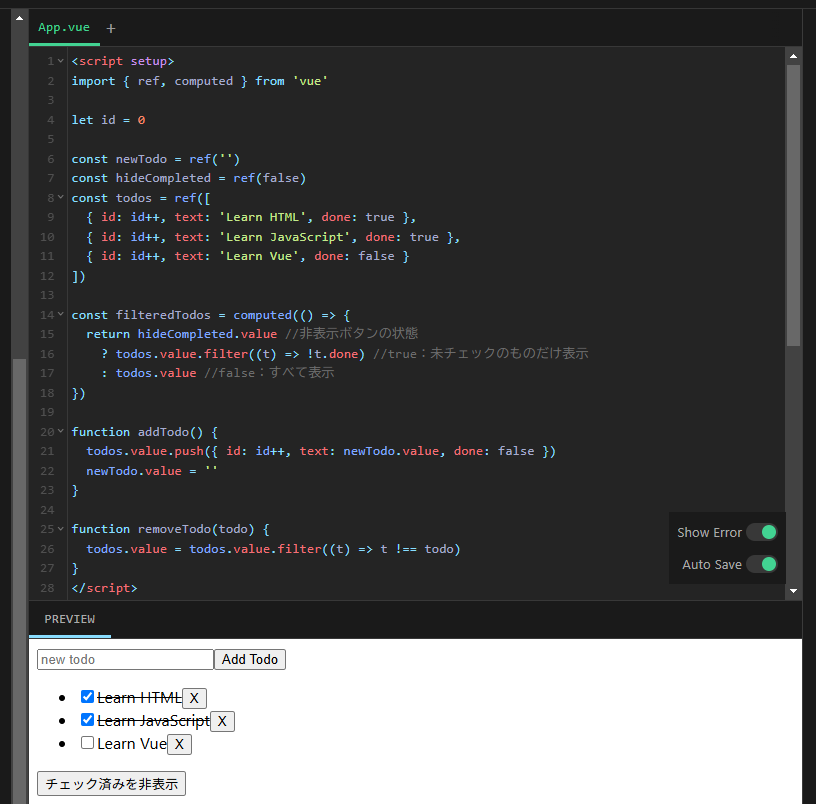 App.vue +
1 <script setup>
2 import { ref, computed } from 'vue'
3
4 let id = 0
5
6 const newTodo = ref('')
7 const hideCompleted = ref(false)
8 const todos = ref([
9   { id: id++, text: 'Learn HTML', done: true },
10   { id: id++, text: 'Learn JavaScript', done: true },
11   { id: id++, text: 'Learn Vue', done: false }
12 ])
13
14 const filteredTodos = computed(() => {
15   return hideCompleted.value //非表示ボタンの状態
16     ? todos.value.filter((t) => !t.done) //true：未チェックのものだけ表示
17     : todos.value //false：すべて表示
18 })
19
20 function addTodo() {
21   todos.value.push({ id: id++, text: newTodo.value, done: false })
22   newTodo.value = ''
23 }
24
25 function removeTodo(todo) {
26   todos.value = todos.value.filter((t) => t !== todo)
27 }
28 </script>
Show Error
Auto Save
PREVIEW
new todo Add Todo
Learn HTML X
Learn JavaScript X
Learn Vue X
チェック済みを非表示